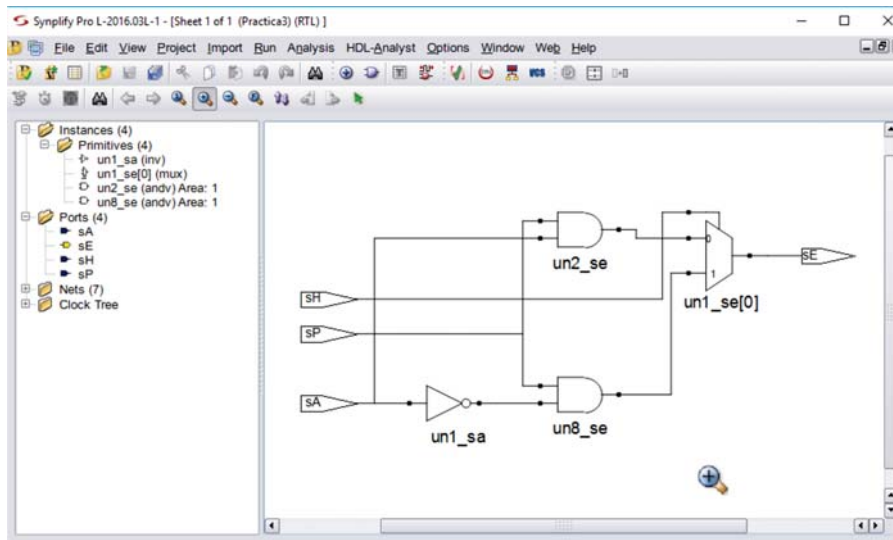 Synplify Pro L-2016.03L-1 - [Sheet 1 of 1 (Practica3) (RTL) ]
File Edit View Project Import Run Analysis HDL-Analyst Options Window Web Help
VCS
Instances (4)
Primitives (4)
un1_sa (inv)
un1_se[0] (mux)
un2_se (andv) Area: 1
un8_se (andv) Area: 1
Ports (4)
sA
sE
sH
sP
Nets (7)
Clock Tree
un2_se
0
1
sE
un1_se[0]
sH
sP
sA
un1_sa
un8_se